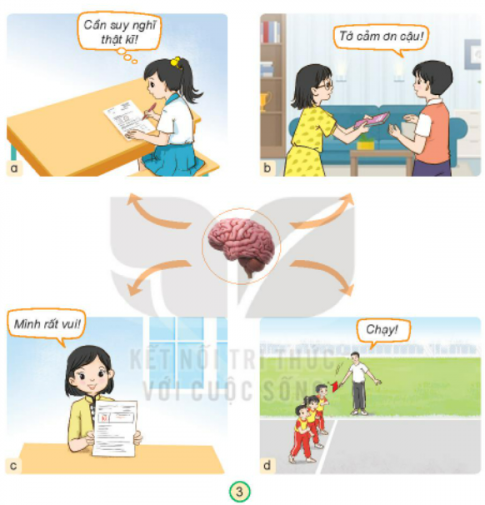 Cần suy nghĩ
thật kĩ!
Tớ cảm ơn cậu!
a
b
Mình rất vui!
Chạy!
KẾT NỐI TRI THỨC
VỚI CUỘC SỐNG
c
d
3